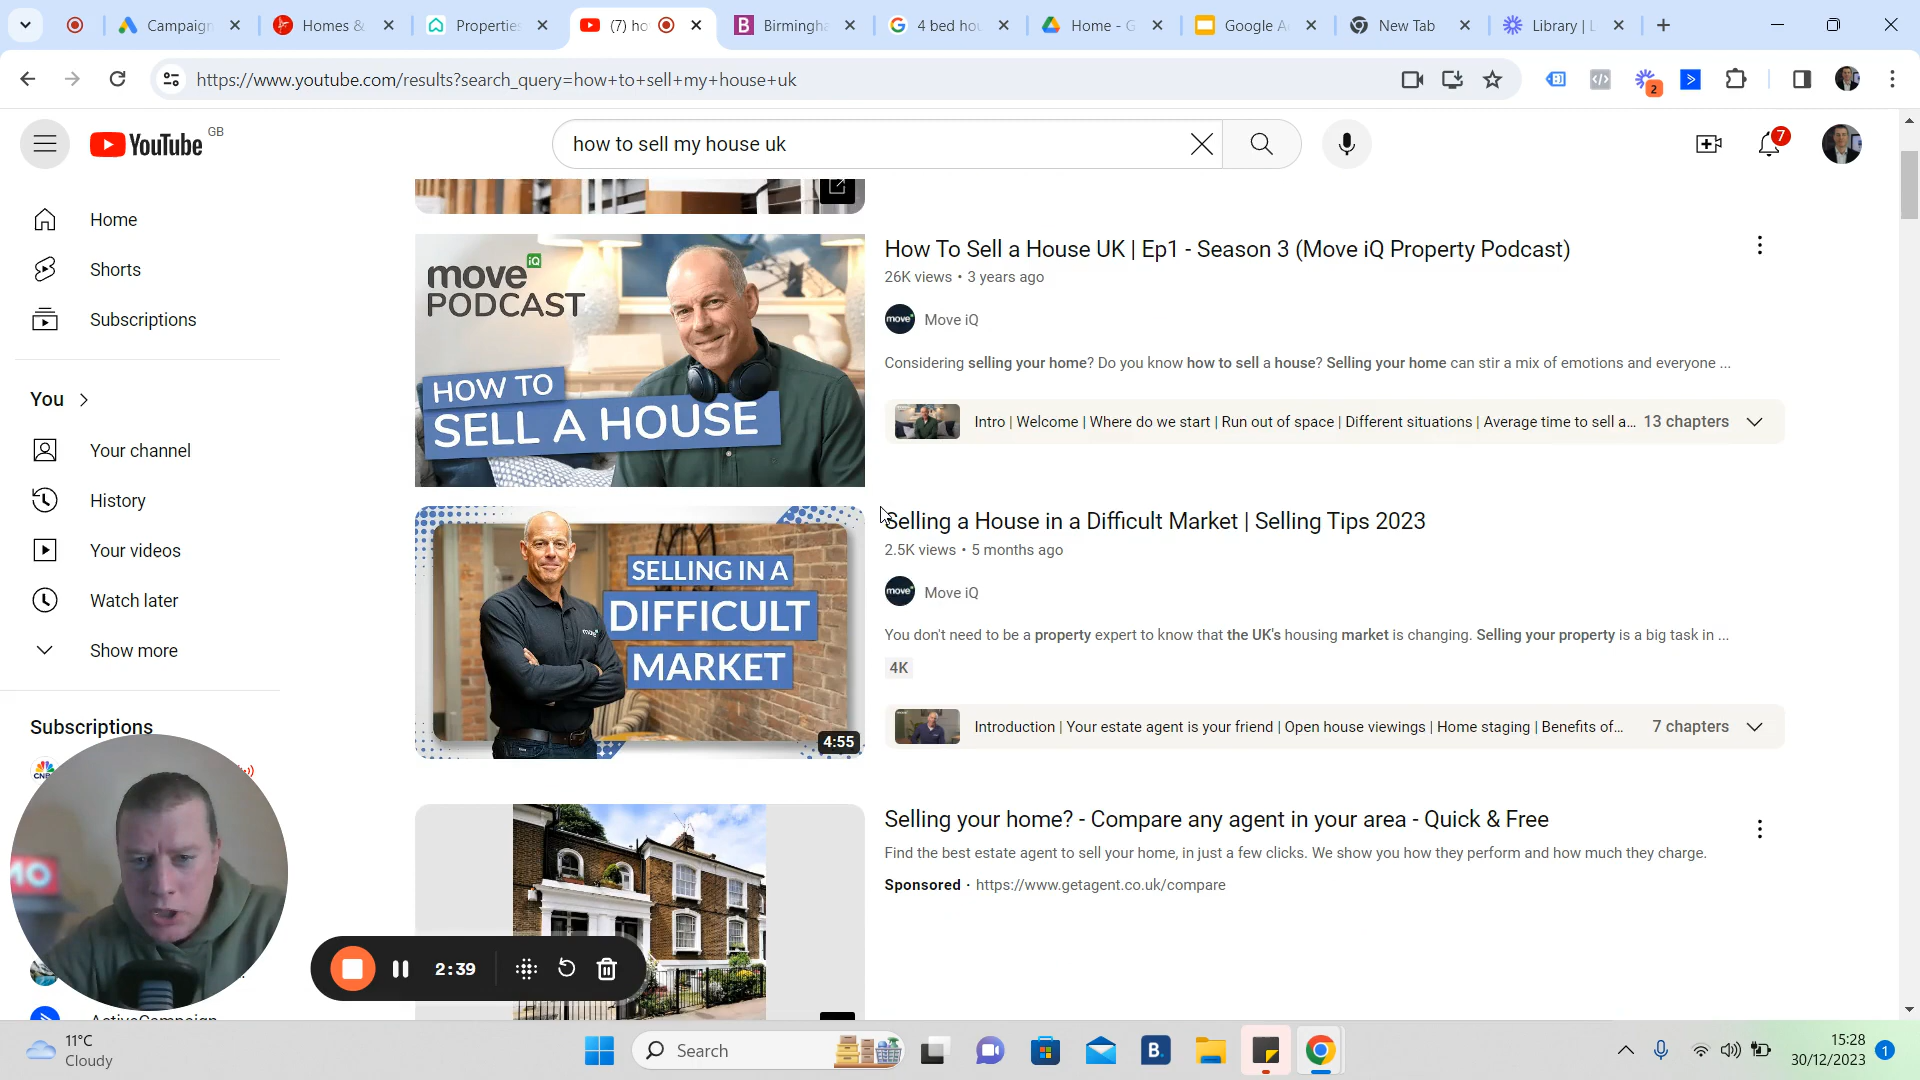 Campaign
Homes &
Properties
(7) ho
Birmingha
4 bed hou
Home - G
Google A
New Tab
Library | L
https://www.youtube.com/results?search_query=how+to+sell+my+house+uk
2
YouTube GB
how to sell my house uk
7
Home
Shorts
Subscriptions
You
Your channel
History
Your videos
Watch later
Show more
Subscriptions
CNBC
move iQ
PODCAST
HOW TO
SELL A HOUSE
How To Sell a House UK | Ep1 - Season 3 (Move iQ Property Podcast)
26K views • 3 years ago
move
Move iQ
Considering selling your home? Do you know how to sell a house? Selling your home can stir a mix of emotions and everyone ...
Intro | Welcome | Where do we start | Run out of space | Different situations | Average time to sell a... 13 chapters
SELLING IN A
DIFFICULT
MARKET
move
4:55
Selling a House in a Difficult Market | Selling Tips 2023
2.5K views • 5 months ago
move
Move iQ
You don't need to be a property expert to know that the UK's housing market is changing. Selling your property is a big task in ...
4K
Introduction | Your estate agent is your friend | Open house viewings | Home staging | Benefits of... 7 chapters
Selling your home? - Compare any agent in your area - Quick & Free
Find the best estate agent to sell your home, in just a few clicks. We show you how they perform and how much they charge.
Sponsored · https://www.getagent.co.uk/compare
2:39
ActiveCampaign
11°C
Cloudy
Search
B.
15:28
30/12/2023
1